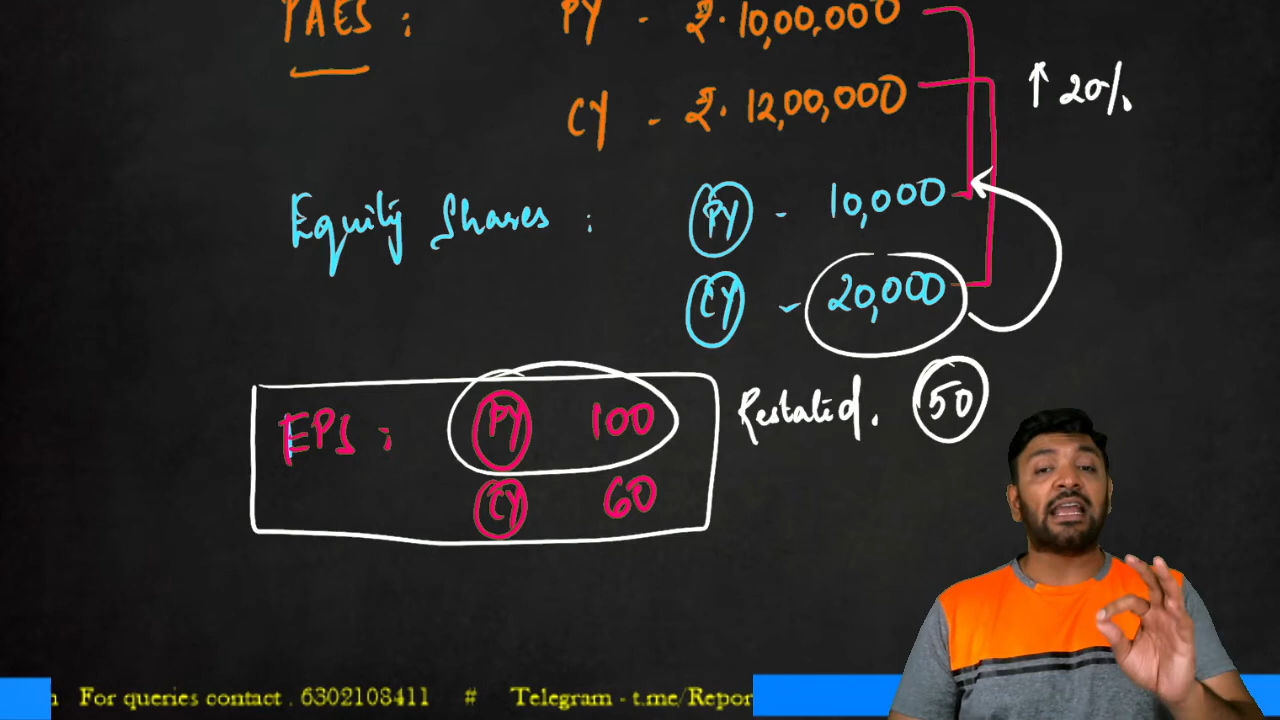 PAES : PY - ₹. 10,00,000
CY - ₹. 12,00,000
↑ 20%
Equity Shares : PY - 10,000
CY - 20,000
EPS : PY 100
CY 60
Restated. 50
For queries contact . 6302108411 # Telegram - t.me/Repor